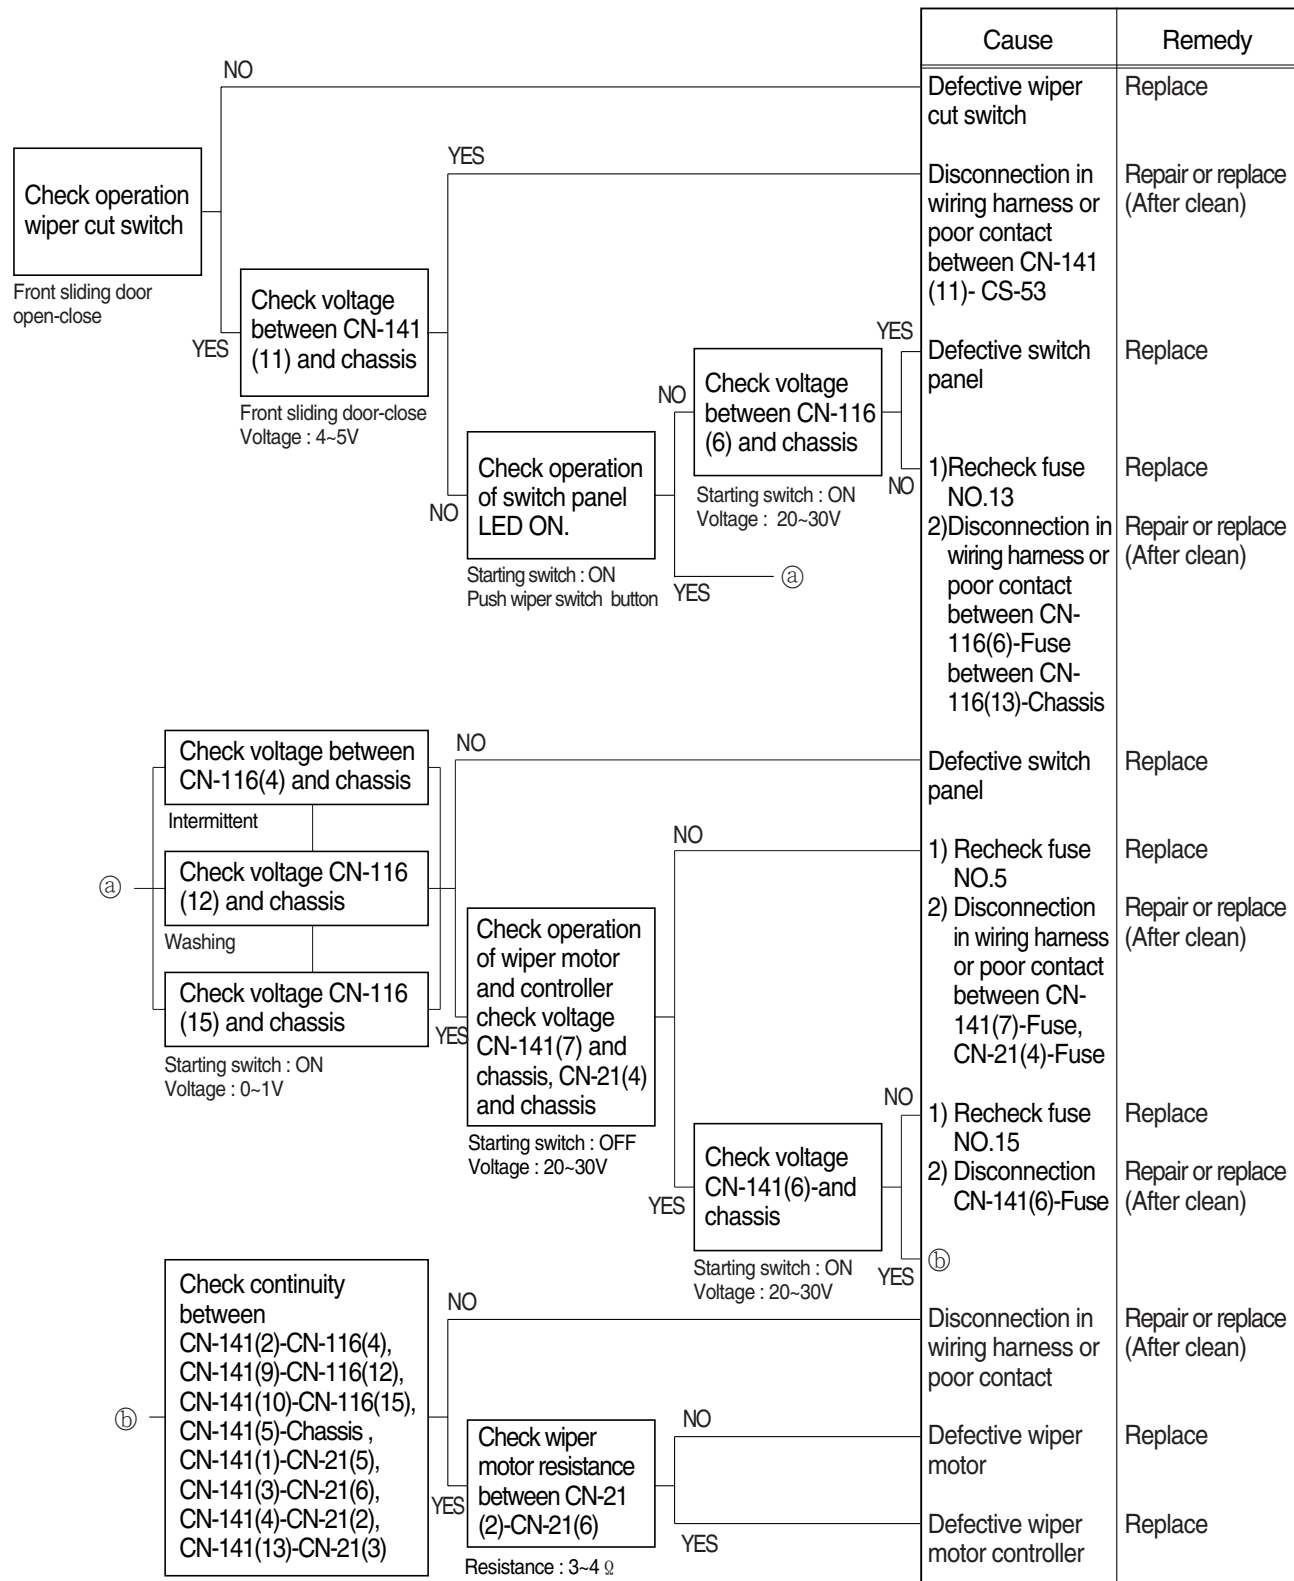 Cause
Remedy
NO
Defective wiper
cut switch
Replace
Check operation
wiper cut switch
Front sliding door
open-close
YES
Disconnection in
wiring harness or
poor contact
between CN-141
(11)- CS-53
Repair or replace
(After clean)
YES
Check voltage
between CN-141
(11) and chassis
Front sliding door-close
Voltage : 4~5V
NO
Check operation
of switch panel
LED ON.
Starting switch : ON
Push wiper switch button
NO
Check voltage
between CN-116
(6) and chassis
Starting switch : ON
Voltage : 20~30V
YES
Defective switch
panel
Replace
NO
1)Recheck fuse
NO.13
Replace
2)Disconnection in
wiring harness or
poor contact
between CN-
116(6)-Fuse
between CN-
116(13)-Chassis
Repair or replace
(After clean)
YES
ⓐ
ⓐ
Check voltage between
CN-116(4) and chassis
Intermittent
Check voltage CN-116
(12) and chassis
Washing
Check voltage CN-116
(15) and chassis
Starting switch : ON
Voltage : 0~1V
NO
Defective switch
panel
Replace
YES
Check operation
of wiper motor
and controller
check voltage
CN-141(7) and
chassis, CN-21(4)
and chassis
Starting switch : OFF
Voltage : 20~30V
NO
1) Recheck fuse
NO.5
Replace
2) Disconnection
in wiring harness
or poor contact
between CN-
141(7)-Fuse,
CN-21(4)-Fuse
Repair or replace
(After clean)
YES
Check voltage
CN-141(6)-and
chassis
Starting switch : ON
Voltage : 20~30V
NO
1) Recheck fuse
NO.15
Replace
2) Disconnection
CN-141(6)-Fuse
Repair or replace
(After clean)
YES
ⓑ
ⓑ
Check continuity
between
CN-141(2)-CN-116(4),
CN-141(9)-CN-116(12),
CN-141(10)-CN-116(15),
CN-141(5)-Chassis ,
CN-141(1)-CN-21(5),
CN-141(3)-CN-21(6),
CN-141(4)-CN-21(2),
CN-141(13)-CN-21(3)
NO
Disconnection in
wiring harness or
poor contact
Repair or replace
(After clean)
YES
Check wiper
motor resistance
between CN-21
(2)-CN-21(6)
Resistance : 3~4 Ω
NO
Defective wiper
motor
Replace
YES
Defective wiper
motor controller
Replace